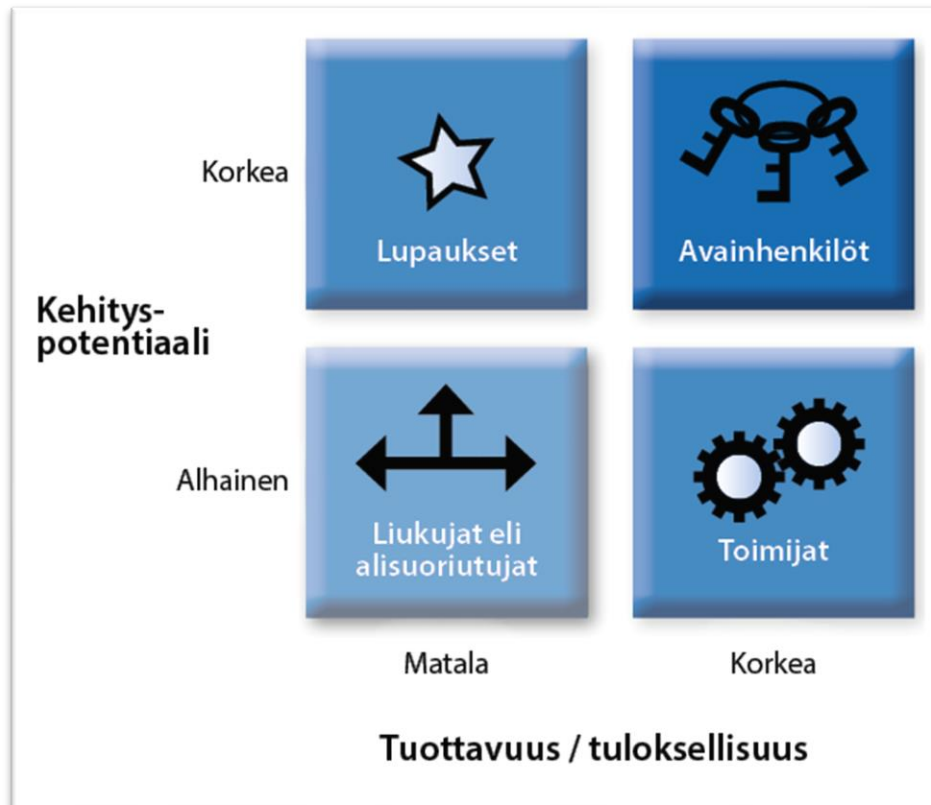 Korkea
Lupaukset
Avainhenkilöt
Kehitys-
potentiaali
Alhainen
Liukujat eli
alisuoriutujat
Toimijat
Matala
Korkea
Tuottavuus / tuloksellisuus